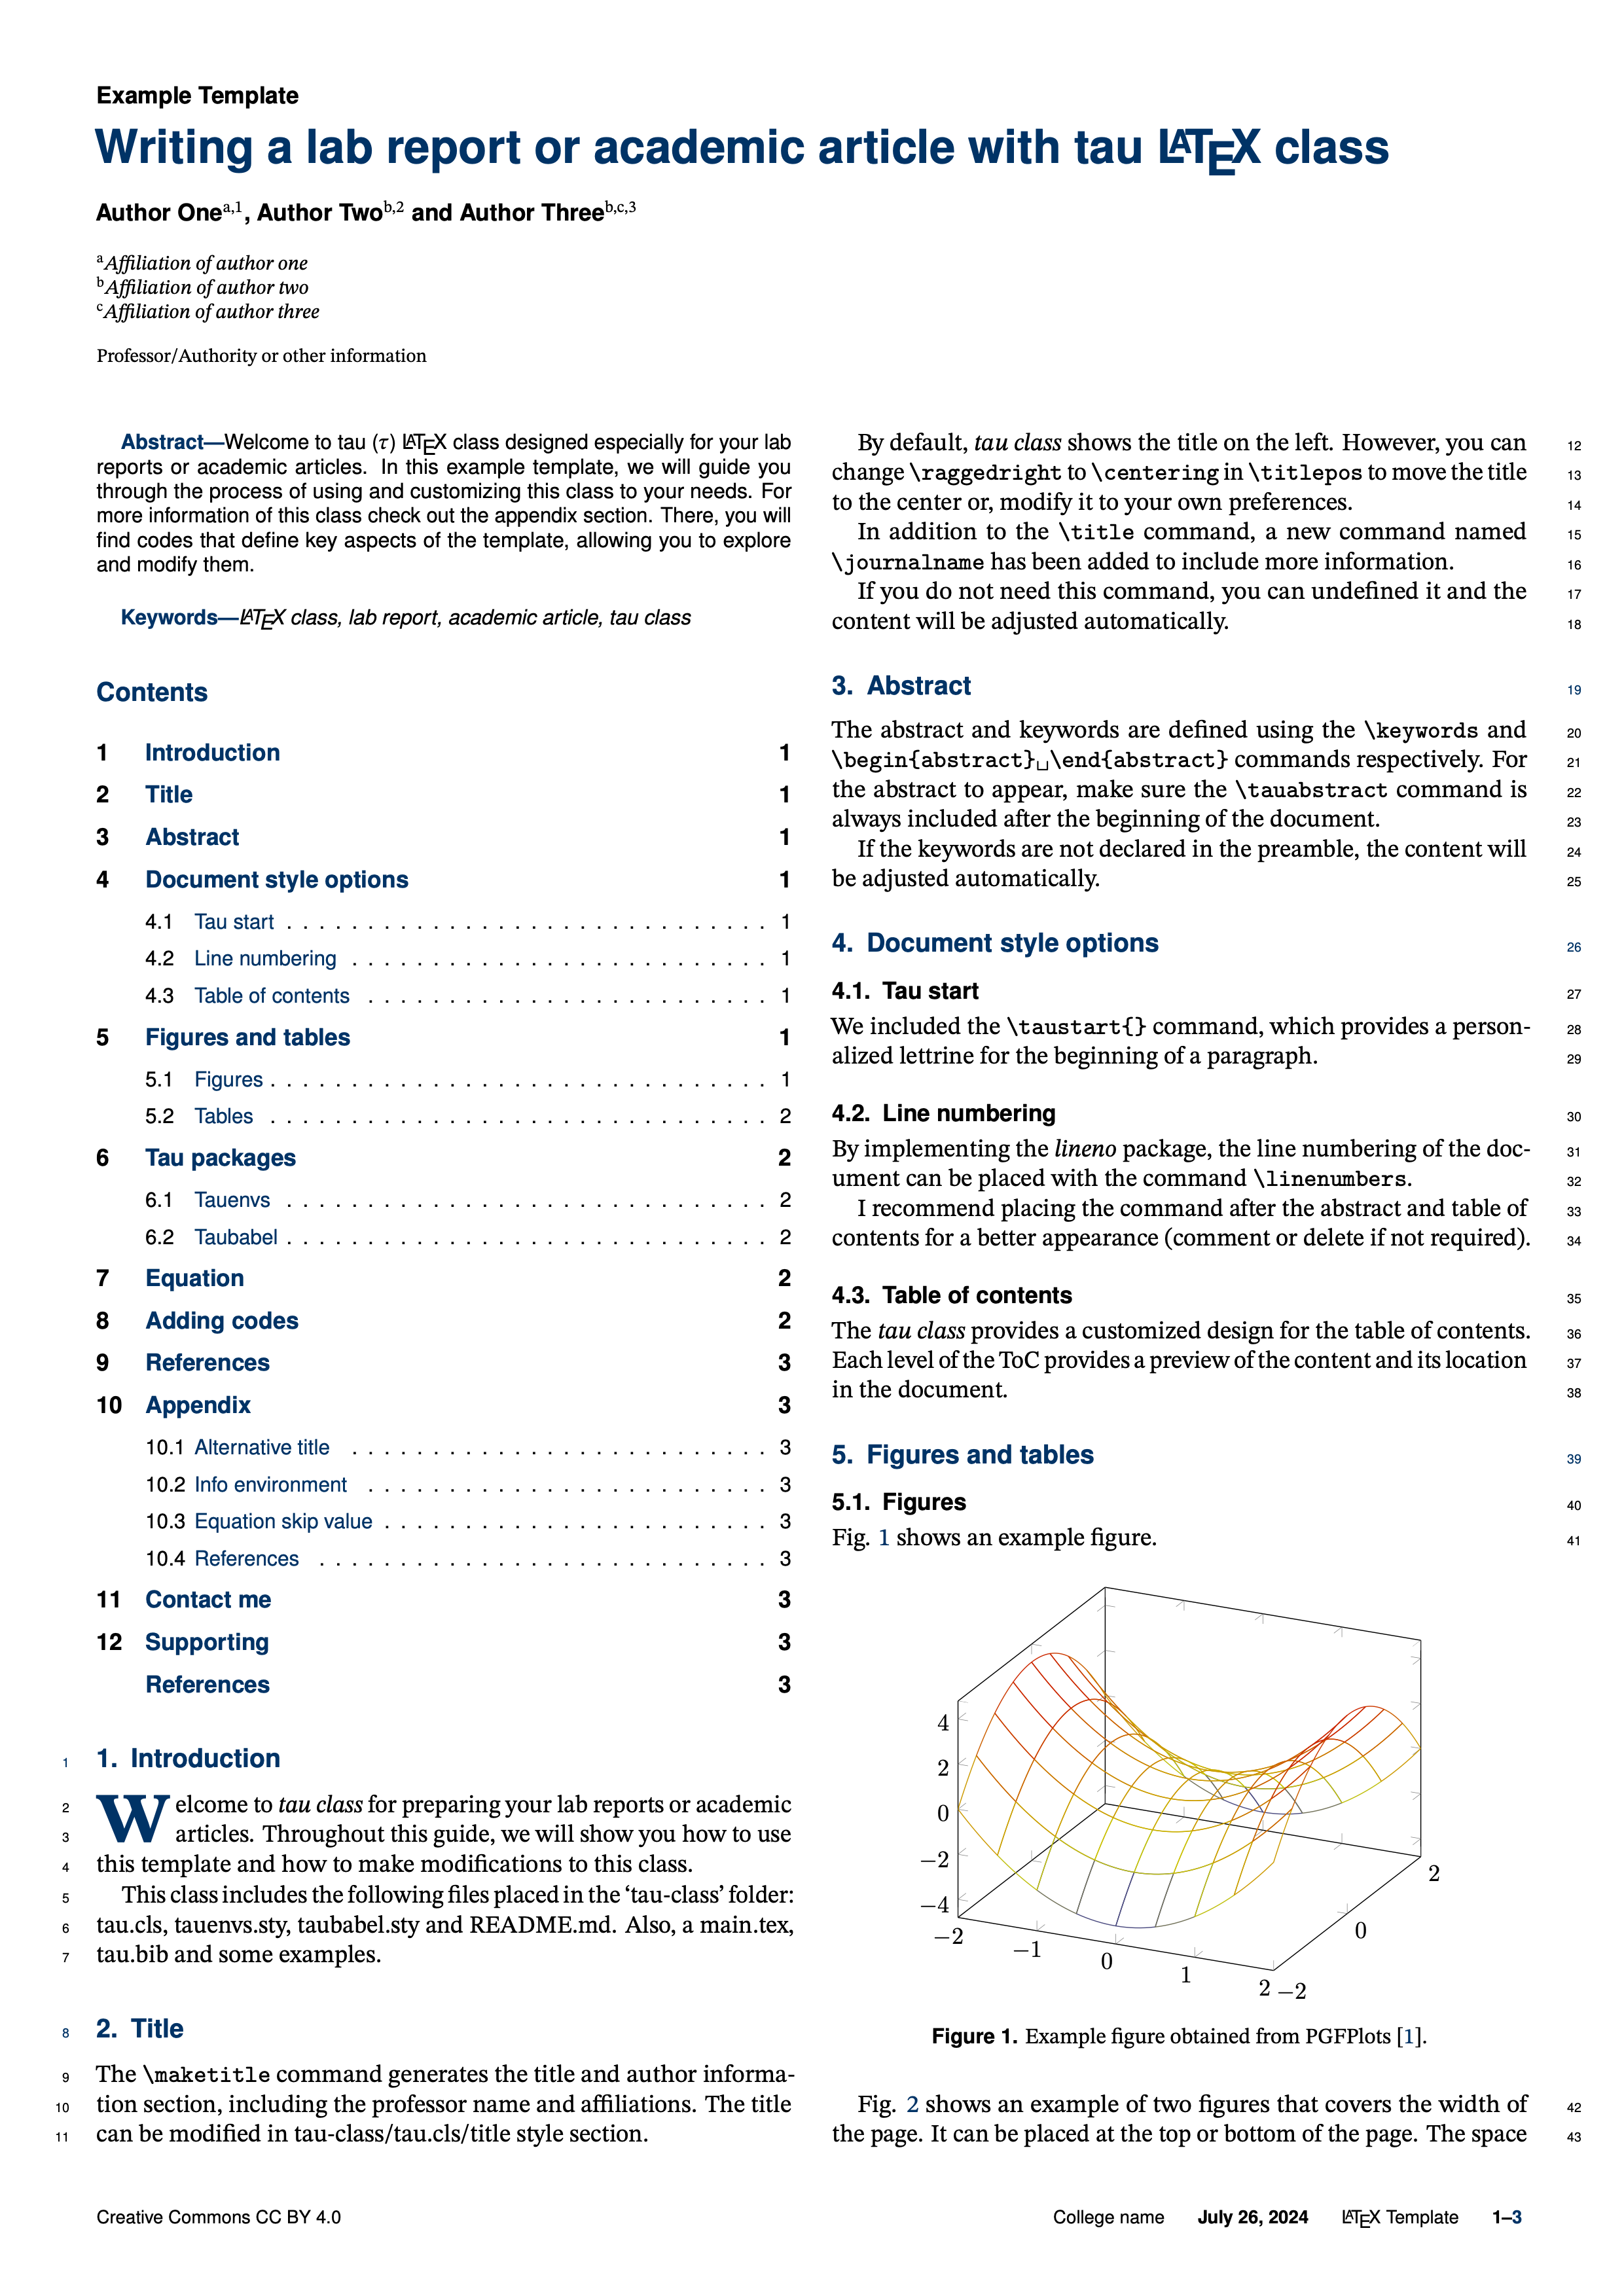 Example Template
Writing a lab report or academic article with tau LATEX class
Author Oneᵃ,¹, Author Twoᵇ,² and Author Threeᵇ,ᶜ,³
ᵃAffiliation of author one
ᵇAffiliation of author two
ᶜAffiliation of author three
Professor/Authority or other information
Abstract—Welcome to tau (τ) LATEX class designed especially for your lab
reports or academic articles. In this example template, we will guide you
through the process of using and customizing this class to your needs. For
more information of this class check out the appendix section. There, you will
find codes that define key aspects of the template, allowing you to explore
and modify them.
Keywords—LATEX class, lab report, academic article, tau class
Contents
1 Introduction 1
2 Title 1
3 Abstract 1
4 Document style options 1
4.1 Tau start . . . . . . . . . . . . . . . . . . . . . . . . . . . . . . 1
4.2 Line numbering . . . . . . . . . . . . . . . . . . . . . . . . . . 1
4.3 Table of contents . . . . . . . . . . . . . . . . . . . . . . . . . 1
5 Figures and tables 1
5.1 Figures . . . . . . . . . . . . . . . . . . . . . . . . . . . . . . . 1
5.2 Tables . . . . . . . . . . . . . . . . . . . . . . . . . . . . . . . 2
6 Tau packages 2
6.1 Tauenvs . . . . . . . . . . . . . . . . . . . . . . . . . . . . . . 2
6.2 Taubabel . . . . . . . . . . . . . . . . . . . . . . . . . . . . . . 2
7 Equation 2
8 Adding codes 2
9 References 3
10 Appendix 3
10.1 Alternative title . . . . . . . . . . . . . . . . . . . . . . . . . . 3
10.2 Info environment . . . . . . . . . . . . . . . . . . . . . . . . . 3
10.3 Equation skip value . . . . . . . . . . . . . . . . . . . . . . . . 3
10.4 References . . . . . . . . . . . . . . . . . . . . . . . . . . . . 3
11 Contact me 3
12 Supporting 3
References 3
1 1. Introduction
2 Welcome to tau class for preparing your lab reports or academic
3 articles. Throughout this guide, we will show you how to use
4 this template and how to make modifications to this class.
5 This class includes the following files placed in the ‘tau-class’ folder:
6 tau.cls, tauenvs.sty, taubabel.sty and README.md. Also, a main.tex,
7 tau.bib and some examples.
8 2. Title
9 The \maketitle command generates the title and author informa-
10 tion section, including the professor name and affiliations. The title
11 can be modified in tau-class/tau.cls/title style section.
By default, tau class shows the title on the left. However, you can 12
change \raggedright to \centering in \titlepos to move the title 13
to the center or, modify it to your own preferences. 14
In addition to the \title command, a new command named 15
\journalname has been added to include more information. 16
If you do not need this command, you can undefined it and the 17
content will be adjusted automatically. 18
3. Abstract 19
The abstract and keywords are defined using the \keywords and 20
\begin{abstract}␣\end{abstract} commands respectively. For 21
the abstract to appear, make sure the \tauabstract command is 22
always included after the beginning of the document. 23
If the keywords are not declared in the preamble, the content will 24
be adjusted automatically. 25
4. Document style options 26
4.1. Tau start 27
We included the \taustart{} command, which provides a person- 28
alized lettrine for the beginning of a paragraph. 29
4.2. Line numbering 30
By implementing the lineno package, the line numbering of the doc- 31
ument can be placed with the command \linenumbers. 32
I recommend placing the command after the abstract and table of 33
contents for a better appearance (comment or delete if not required). 34
4.3. Table of contents 35
The tau class provides a customized design for the table of contents. 36
Each level of the ToC provides a preview of the content and its location 37
in the document. 38
5. Figures and tables 39
5.1. Figures 40
Fig. 1 shows an example figure. 41
4
2
0
−2
−4
−2
−1
0
1
2
−2
0
2
Figure 1. Example figure obtained from PGFPlots [1].
Fig. 2 shows an example of two figures that covers the width of 42
the page. It can be placed at the top or bottom of the page. The space 43
Creative Commons CC BY 4.0
College name July 26, 2024 LATEX Template 1–3